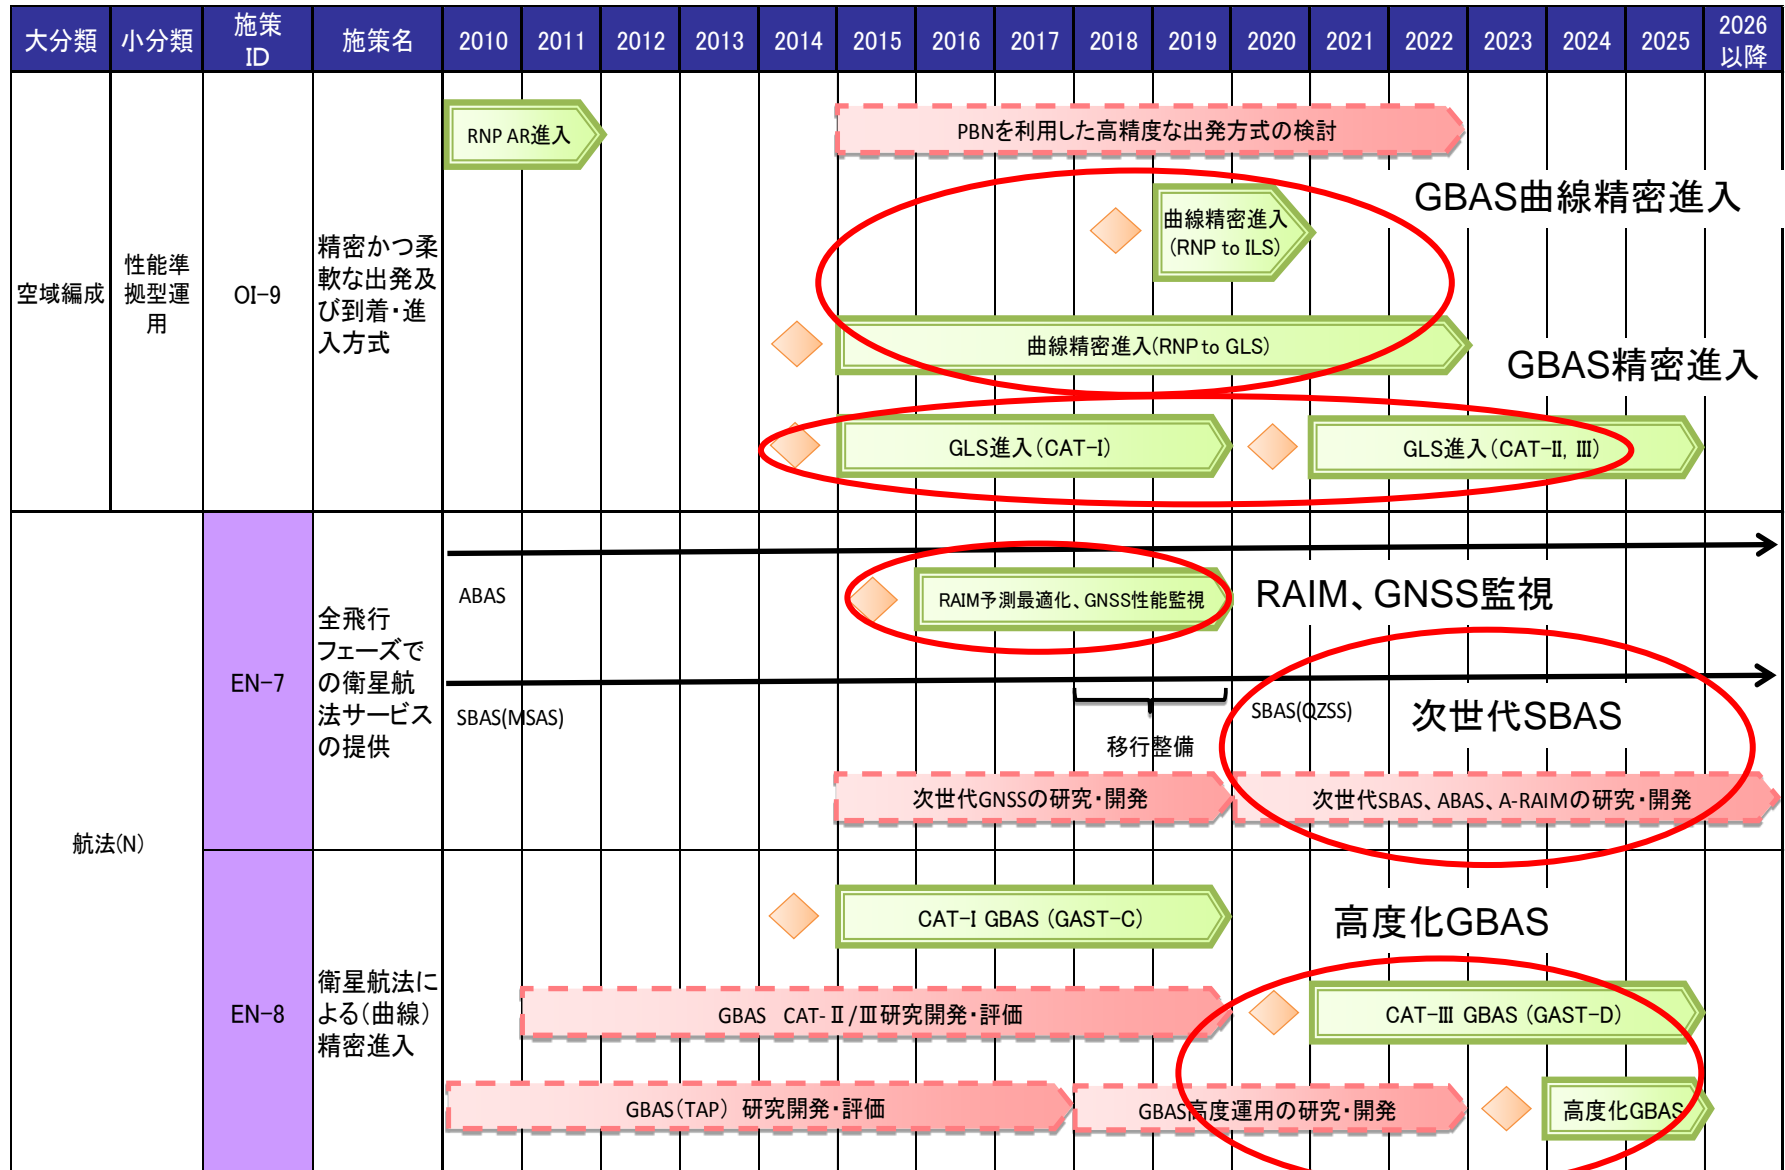 大分類 小分類 施策 ID 施策名 2010 2011 2012 2013 2014 2015 2016 2017 2018 2019 2020 2021 2022 2023 2024 2025 2026 以降
RNP AR進入
PBNを利用した高精度な出発方式の検討
GBAS曲線精密進入
曲線精密進入
(RNP to ILS)
空域編成
性能準
拠型運
用
OI-9
精密かつ柔
軟な出発及
び到着・進
入方式
曲線精密進入(RNP to GLS)
GBAS精密進入
GLS進入(CAT-I)
GLS進入(CAT-II, III)
航法(N)
EN-7
全飛行
フェーズで
の衛星航
法サービス
の提供
ABAS
RAIM予測最適化、GNSS性能監視
RAIM、GNSS監視
SBAS(MSAS)
移行整備
SBAS(QZSS)
次世代SBAS
次世代GNSSの研究・開発
次世代SBAS、ABAS、A-RAIMの研究・開発
EN-8
衛星航法に
よる(曲線)
精密進入
CAT-I GBAS (GAST-C)
高度化GBAS
GBAS CAT-Ⅱ/Ⅲ研究開発・評価
CAT-III GBAS (GAST-D)
GBAS(TAP) 研究開発・評価
GBAS高度運用の研究・開発
高度化GBAS